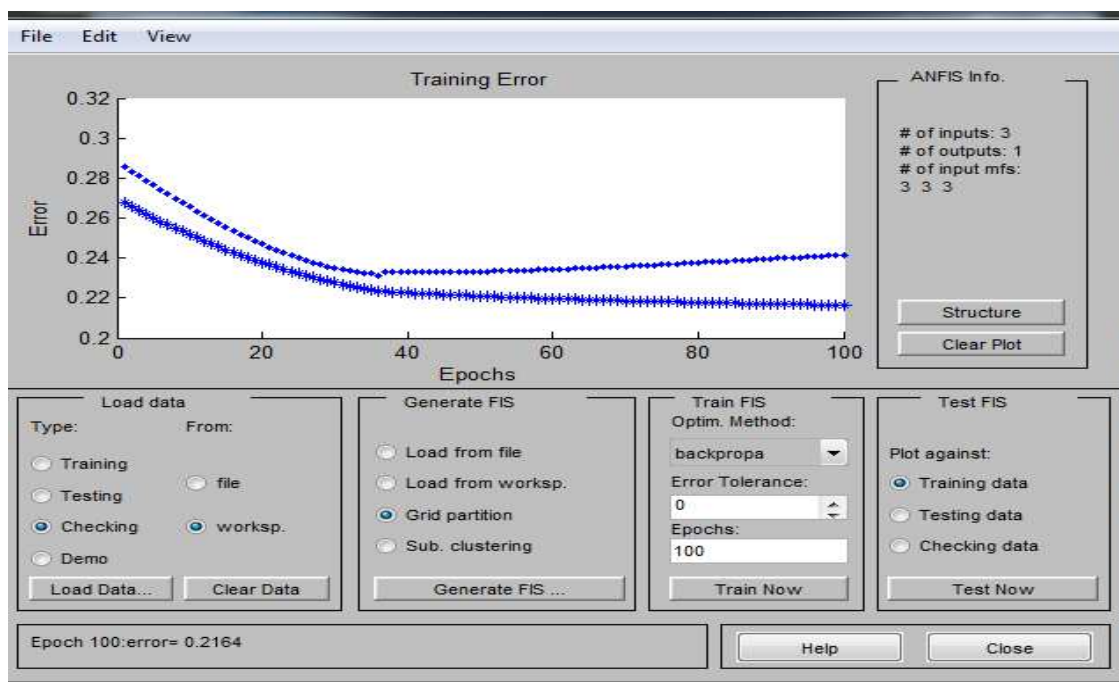 File Edit View
Training Error
0.32
0.3
0.28
0.26
0.24
0.22
0.2
Error
0 20 40 60 80 100
Epochs
ANFIS Info.
# of inputs: 3
# of outputs: 1
# of input mfs:
3 3 3
Structure
Clear Plot
Load data
Type: From:
Training
Testing
Checking
Demo
file
worksp.
Load Data... Clear Data
Generate FIS
Load from file
Load from worksp.
Grid partition
Sub. clustering
Generate FIS ...
Train FIS
Optim. Method:
backpropa
Error Tolerance:
0
Epochs:
100
Train Now
Test FIS
Plot against:
Training data
Testing data
Checking data
Test Now
Epoch 100:error= 0.2164
Help Close